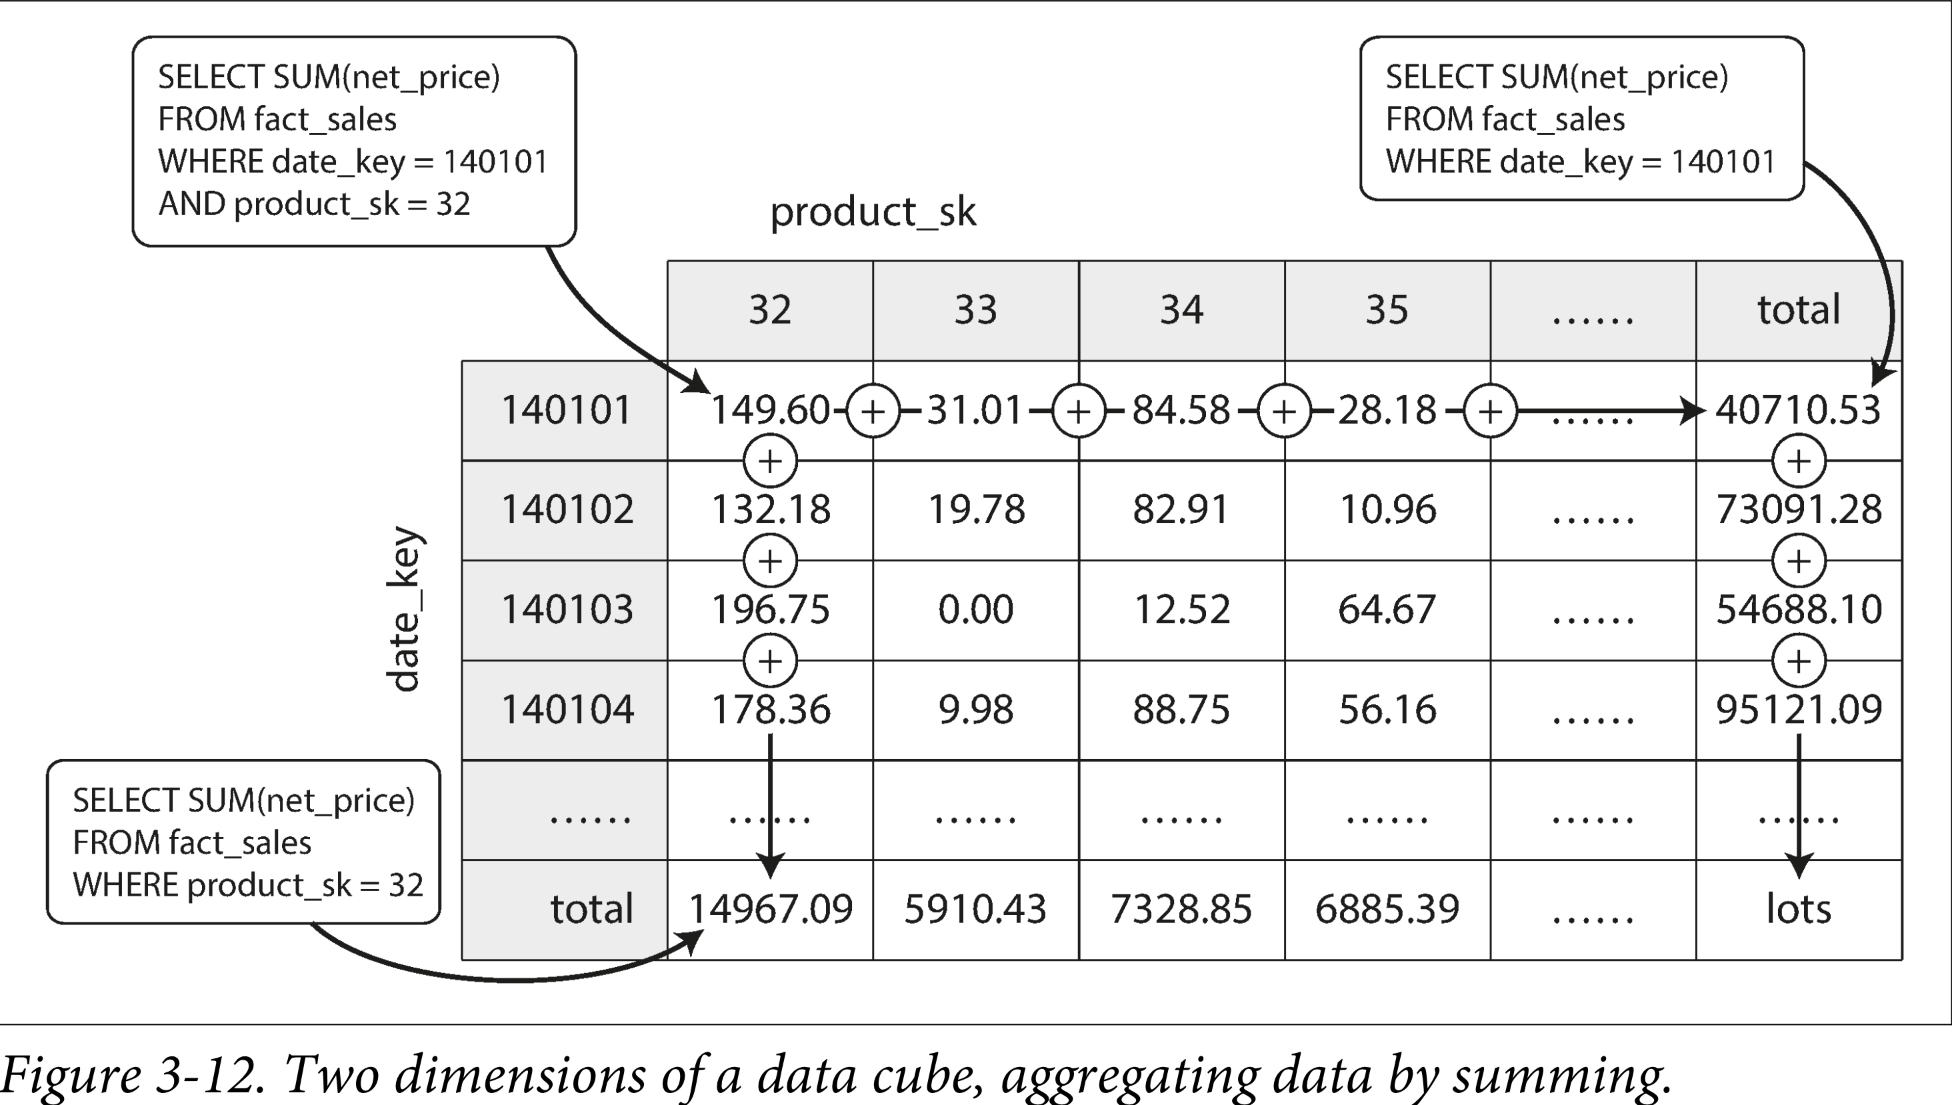 SELECT SUM(net_price)
FROM fact_sales
WHERE date_key = 140101
AND product_sk = 32
SELECT SUM(net_price)
FROM fact_sales
WHERE date_key = 140101
product_sk
32 33 34 35 ...... total
date_key
140101 149.60 + 31.01 + 84.58 + 28.18 + ...... 40710.53
+ +
140102 132.18 19.78 82.91 10.96 ...... 73091.28
+ +
140103 196.75 0.00 12.52 64.67 ...... 54688.10
+ +
140104 178.36 9.98 88.75 56.16 ...... 95121.09
...... ...... ...... ...... ...... ...... ......
total 14967.09 5910.43 7328.85 6885.39 ...... lots
SELECT SUM(net_price)
FROM fact_sales
WHERE product_sk = 32
Figure 3-12. Two dimensions of a data cube, aggregating data by summing.